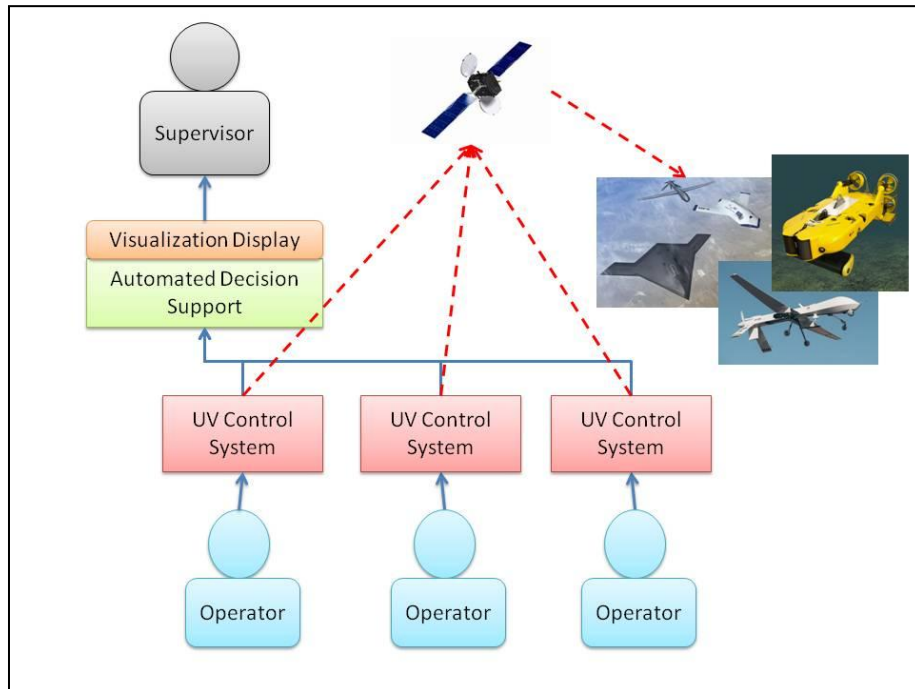 Supervisor
Visualization Display
Automated Decision
Support
UV Control
System
UV Control
System
UV Control
System
Operator
Operator
Operator